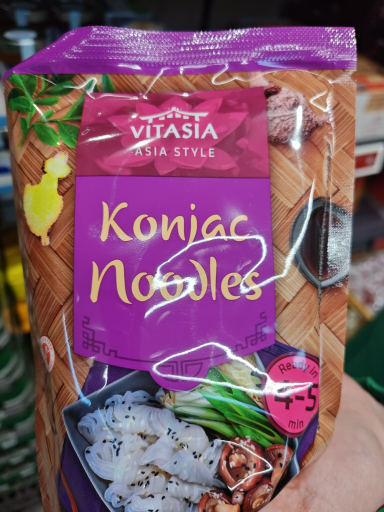 VITASIA
ASIA STYLE
Konjac
Noodles
Ready in
4-5
min